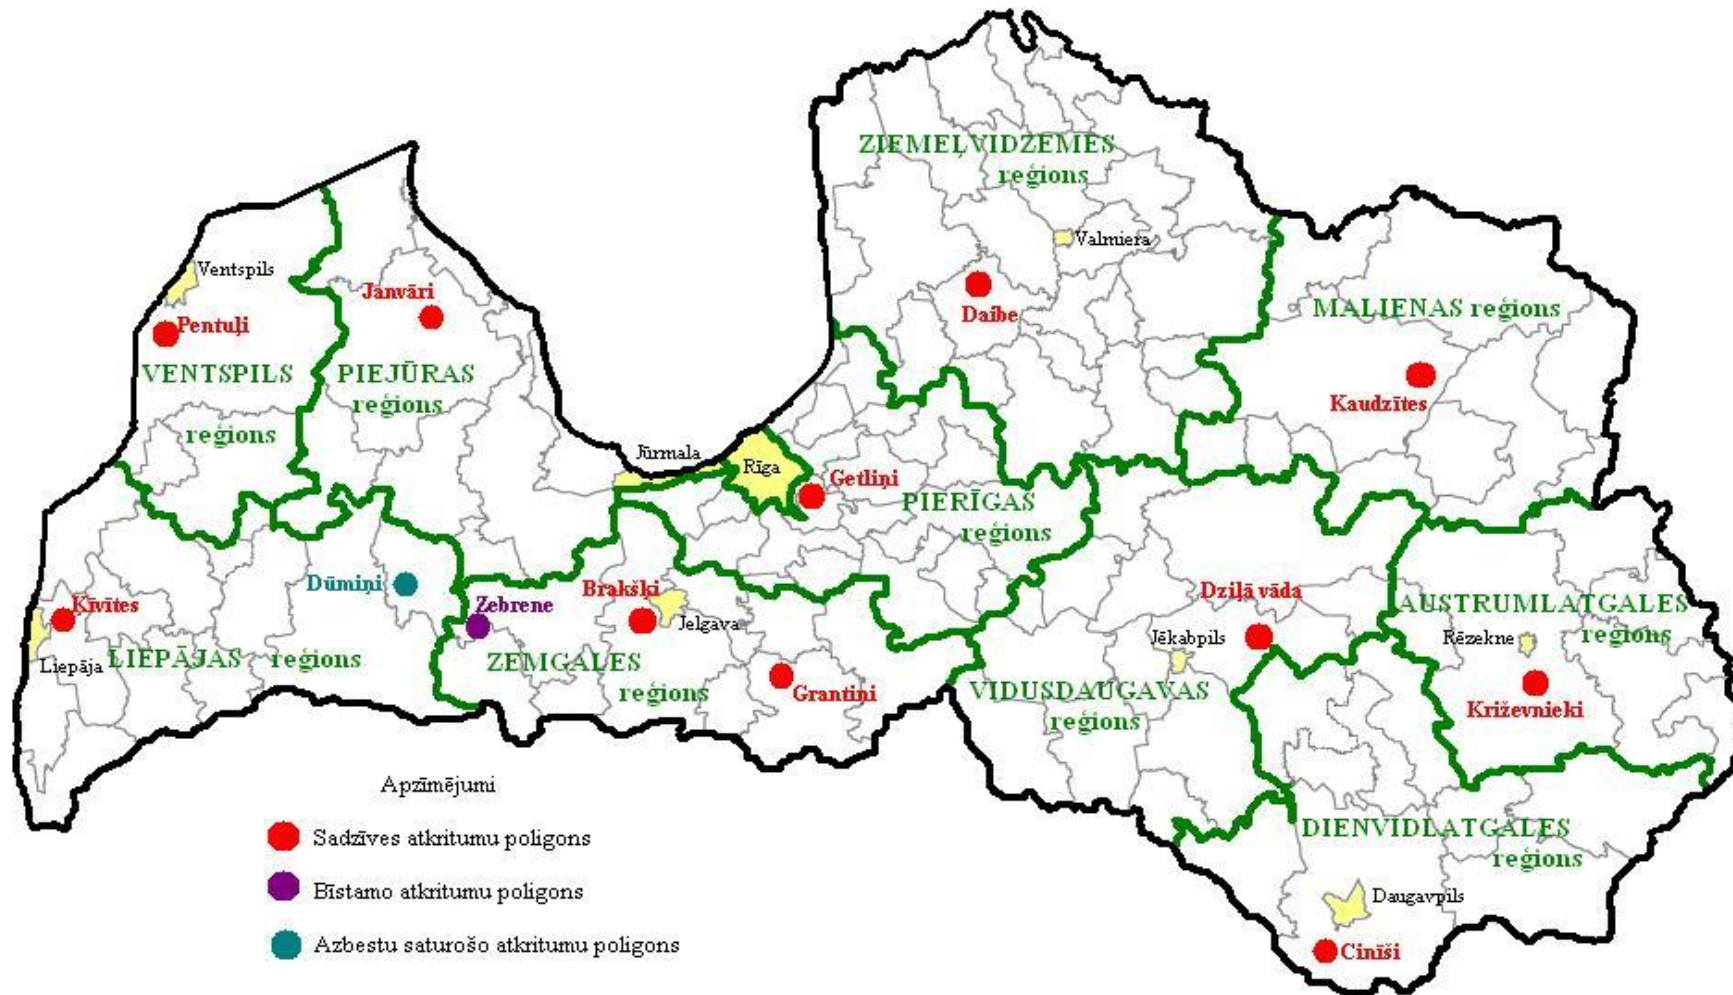 ZIEMEĻVIDZEMES
reģions
Valmiera
Ventspils
Janvāri
Daibe
MALIENAS reģions
Pentuļi
VENTSPILS
reģions
PIEJŪRAS
reģions
Kaudzītes
Jūrmala
Rīga
Getliņi
PIERĪGAS
reģions
Dūmiņi
Zebrene
Brakšķi
Jelgava
Dziļā vāda
AUSTRUMLATGALES
reģions
Rēzekne
Ķīvītes
Liepāja
LIEPĀJAS reģions
ZEMGALES
reģions
Grantiņi
Jēkabpils
VIDUSDAUGAVAS
reģions
Križevnieki
DIENVIDLATGALES
reģions
Daugavpils
Cinīši
Apzīmējumi
Sadzīves atkritumu poligons
Bīstamo atkritumu poligons
Azbestu saturošo atkritumu poligons